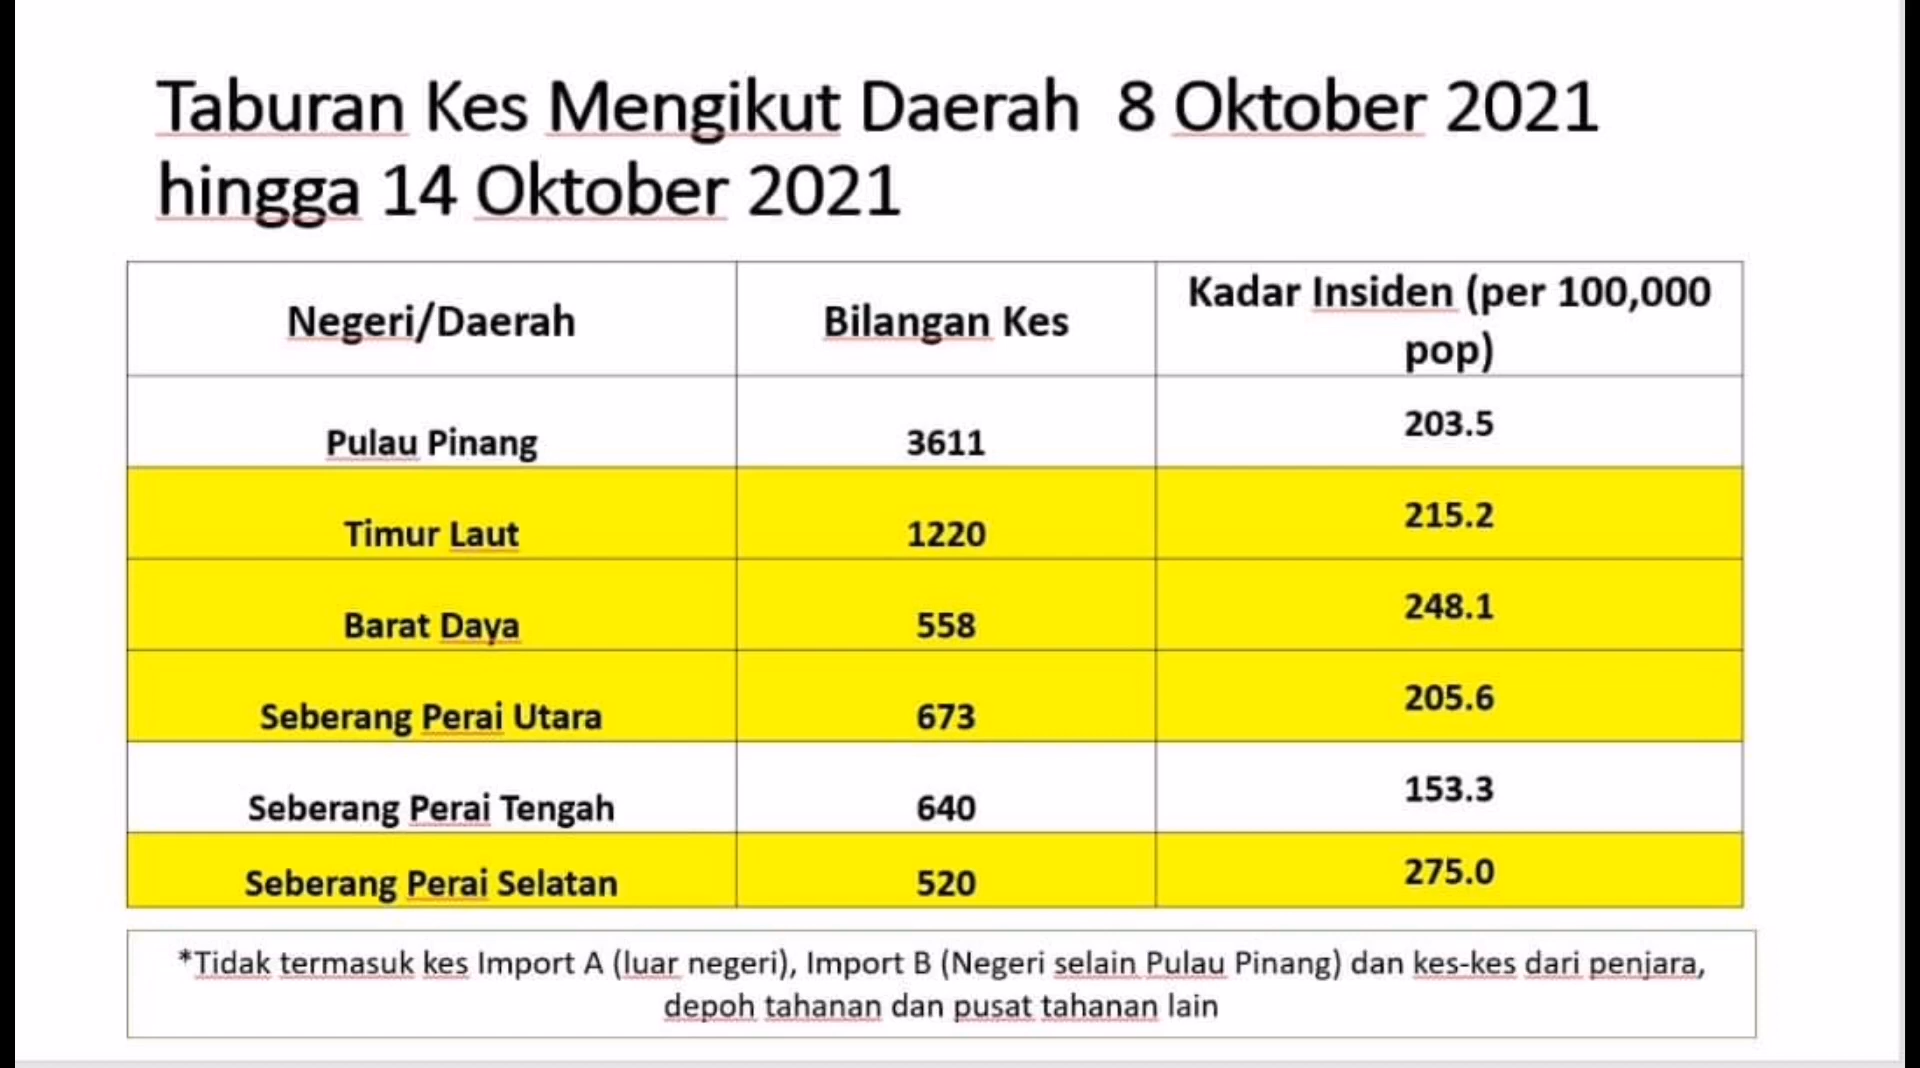 Taburan Kes Mengikut Daerah 8 Oktober 2021
hingga 14 Oktober 2021
Negeri/Daerah Bilangan Kes Kadar Insiden (per 100,000
pop)
Pulau Pinang 3611 203.5
Timur Laut 1220 215.2
Barat Daya 558 248.1
Seberang Perai Utara 673 205.6
Seberang Perai Tengah 640 153.3
Seberang Perai Selatan 520 275.0
*Tidak termasuk kes Import A (luar negeri), Import B (Negeri selain Pulau Pinang) dan kes-kes dari penjara,
depoh tahanan dan pusat tahanan lain